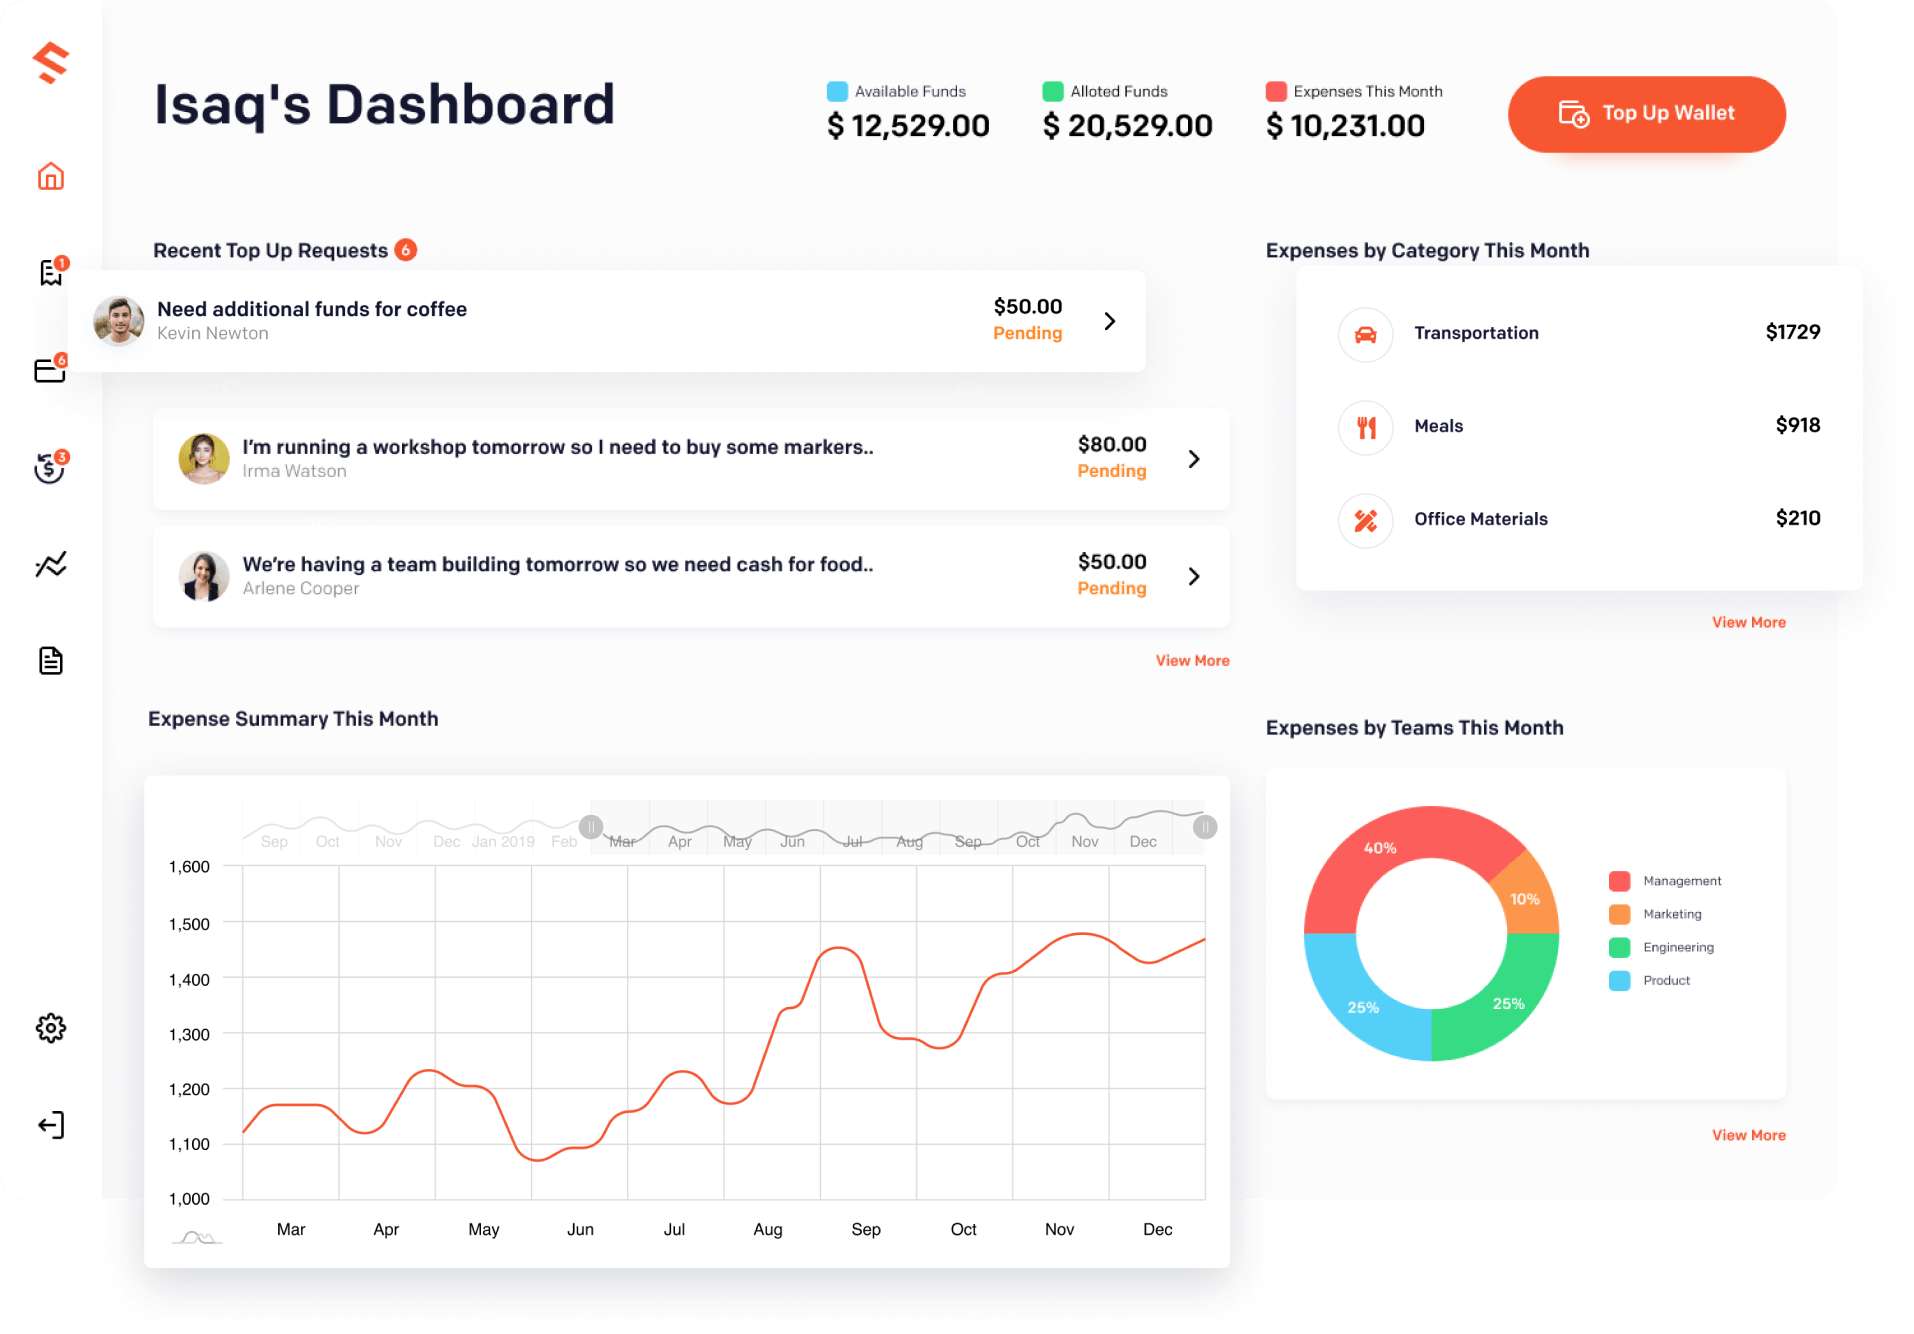 Isaq's Dashboard
Available Funds
$ 12,529.00
Alloted Funds
$ 20,529.00
Expenses This Month
$ 10,231.00
Top Up Wallet
1
6
3
Recent Top Up Requests 6
Need additional funds for coffee
Kevin Newton
$50.00
Pending
I’m running a workshop tomorrow so I need to buy some markers..
Irma Watson
$80.00
Pending
We’re having a team building tomorrow so we need cash for food..
Arlene Cooper
$50.00
Pending
View More
Expenses by Category This Month
Transportation $1729
Meals $918
Office Materials $210
View More
Expense Summary This Month
Sep Oct Nov Dec Jan 2019 Feb Mar Apr May Jun Jul Aug Sep Oct Nov Dec
1,600
1,500
1,400
1,300
1,200
1,100
1,000
Mar Apr May Jun Jul Aug Sep Oct Nov Dec
Expenses by Teams This Month
40%
10%
25%
25%
Management
Marketing
Engineering
Product
View More